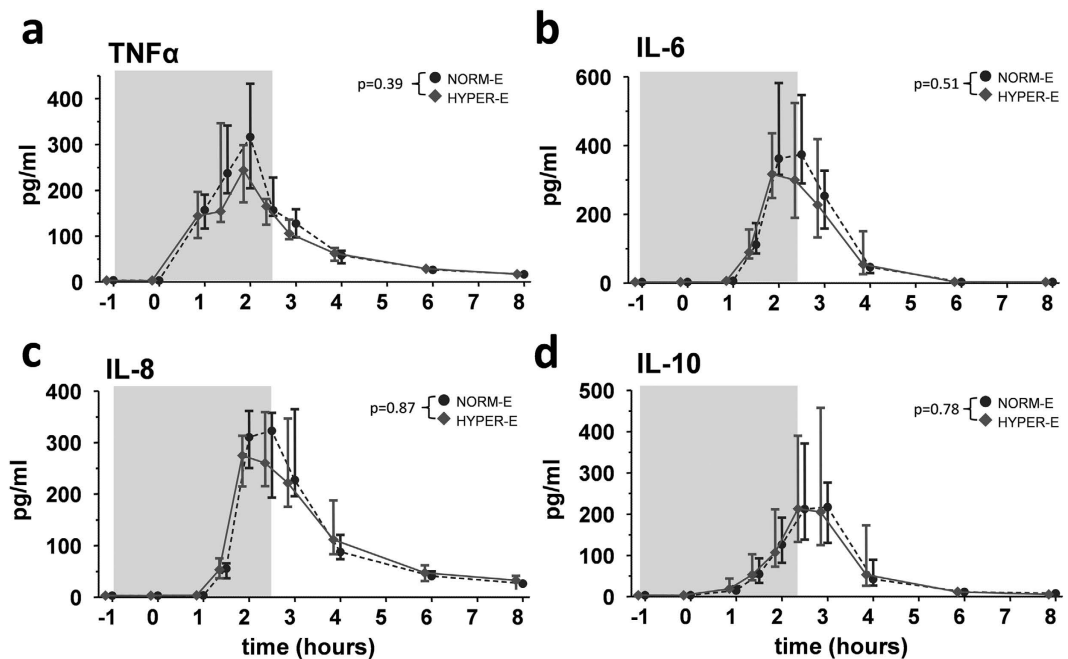 a
TNFα
pg/ml
400
300
200
100
0
-1 0 1 2 3 4 5 6 7 8
p=0.39
NORM-E
HYPER-E
b
IL-6
pg/ml
600
400
200
0
-1 0 1 2 3 4 5 6 7 8
p=0.51
NORM-E
HYPER-E
c
IL-8
pg/ml
400
300
200
100
0
-1 0 1 2 3 4 5 6 7 8
time (hours)
p=0.87
NORM-E
HYPER-E
d
IL-10
pg/ml
500
400
300
200
100
0
-1 0 1 2 3 4 5 6 7 8
time (hours)
p=0.78
NORM-E
HYPER-E